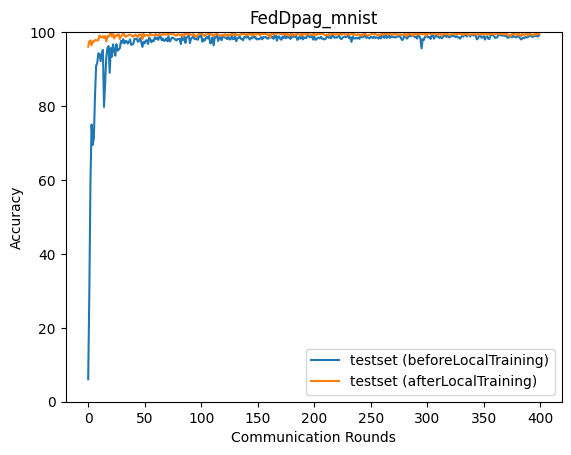 FedDpag_mnist
100
80
60
40
20
0
Accuracy
testset (beforeLocalTraining)
testset (afterLocalTraining)
0 50 100 150 200 250 300 350 400
Communication Rounds